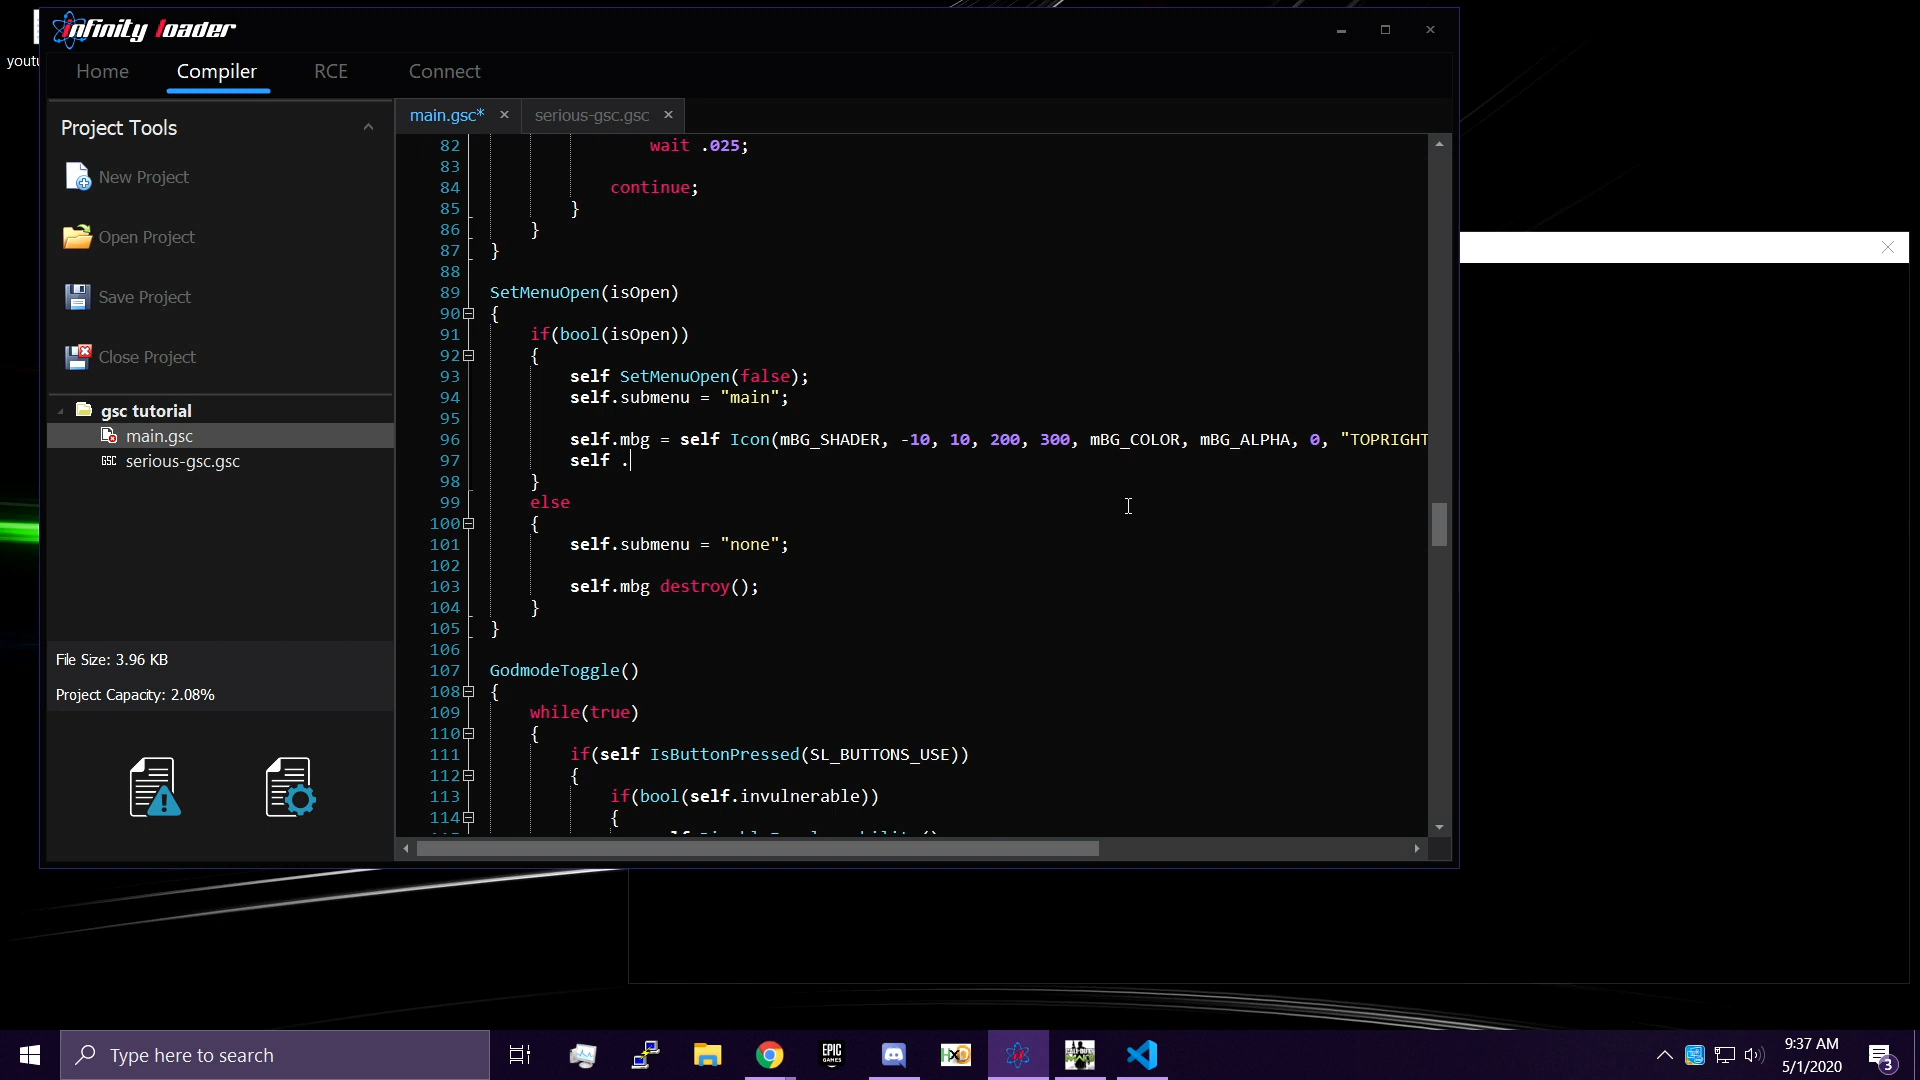 youtu
infinity loader
Home Compiler RCE Connect
Project Tools
New Project
Open Project
Save Project
Close Project
gsc tutorial
main.gsc
GSC serious-gsc.gsc
File Size: 3.96 KB
Project Capacity: 2.08%
main.gsc* × serious-gsc.gsc ×
82 wait .025;
83
84 continue;
85 }
86 }
87 }
88
89 SetMenuOpen(isOpen)
90 {
91 if(bool(isOpen))
92 {
93 self SetMenuOpen(false);
94 self.submenu = "main";
95
96 self.mbg = self Icon(mBG_SHADER, -10, 10, 200, 300, mBG_COLOR, mBG_ALPHA, 0, "TOPRIGHT
97 self .
98 }
99 else
100 {
101 self.submenu = "none";
102
103 self.mbg destroy();
104 }
105 }
106
107 GodmodeToggle()
108 {
109 while(true)
110 {
111 if(self IsButtonPressed(SL_BUTTONS_USE))
112 {
113 if(bool(self.invulnerable))
114 {
Type here to search
EPIC GAMES
HXD
9:37 AM
5/1/2020
3